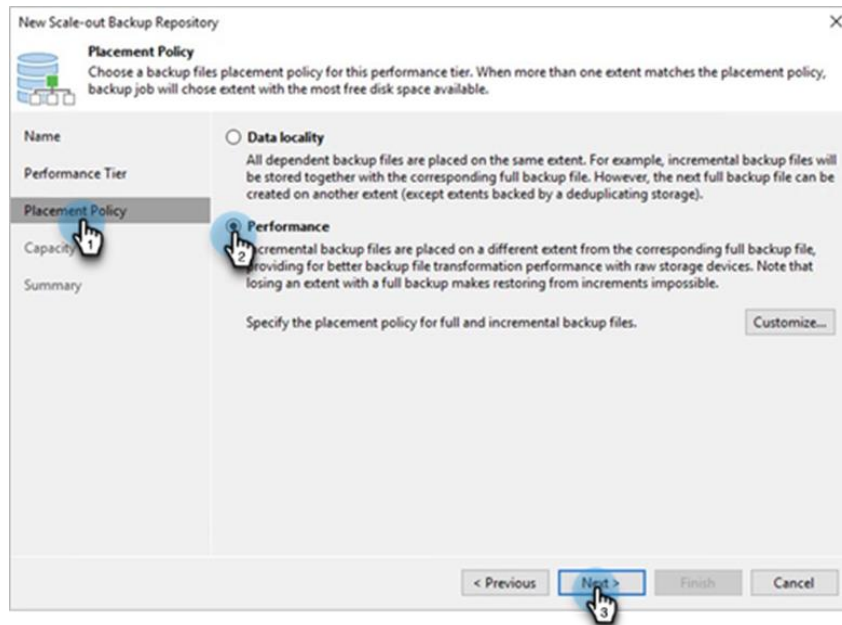 New Scale-out Backup Repository
Placement Policy
Choose a backup files placement policy for this performance tier. When more than one extent matches the placement policy,
backup job will chose extent with the most free disk space available.
Name
Performance Tier
Placement Policy
1
Capacity
Summary
Data locality
All dependent backup files are placed on the same extent. For example, incremental backup files will
be stored together with the corresponding full backup file. However, the next full backup file can be
created on another extent (except extents backed by a deduplicating storage).
Performance
2
Incremental backup files are placed on a different extent from the corresponding full backup file,
providing for better backup file transformation performance with raw storage devices. Note that
losing an extent with a full backup makes restoring from increments impossible.
Specify the placement policy for full and incremental backup files.
Customize...
< Previous
Next >
3
Finish
Cancel